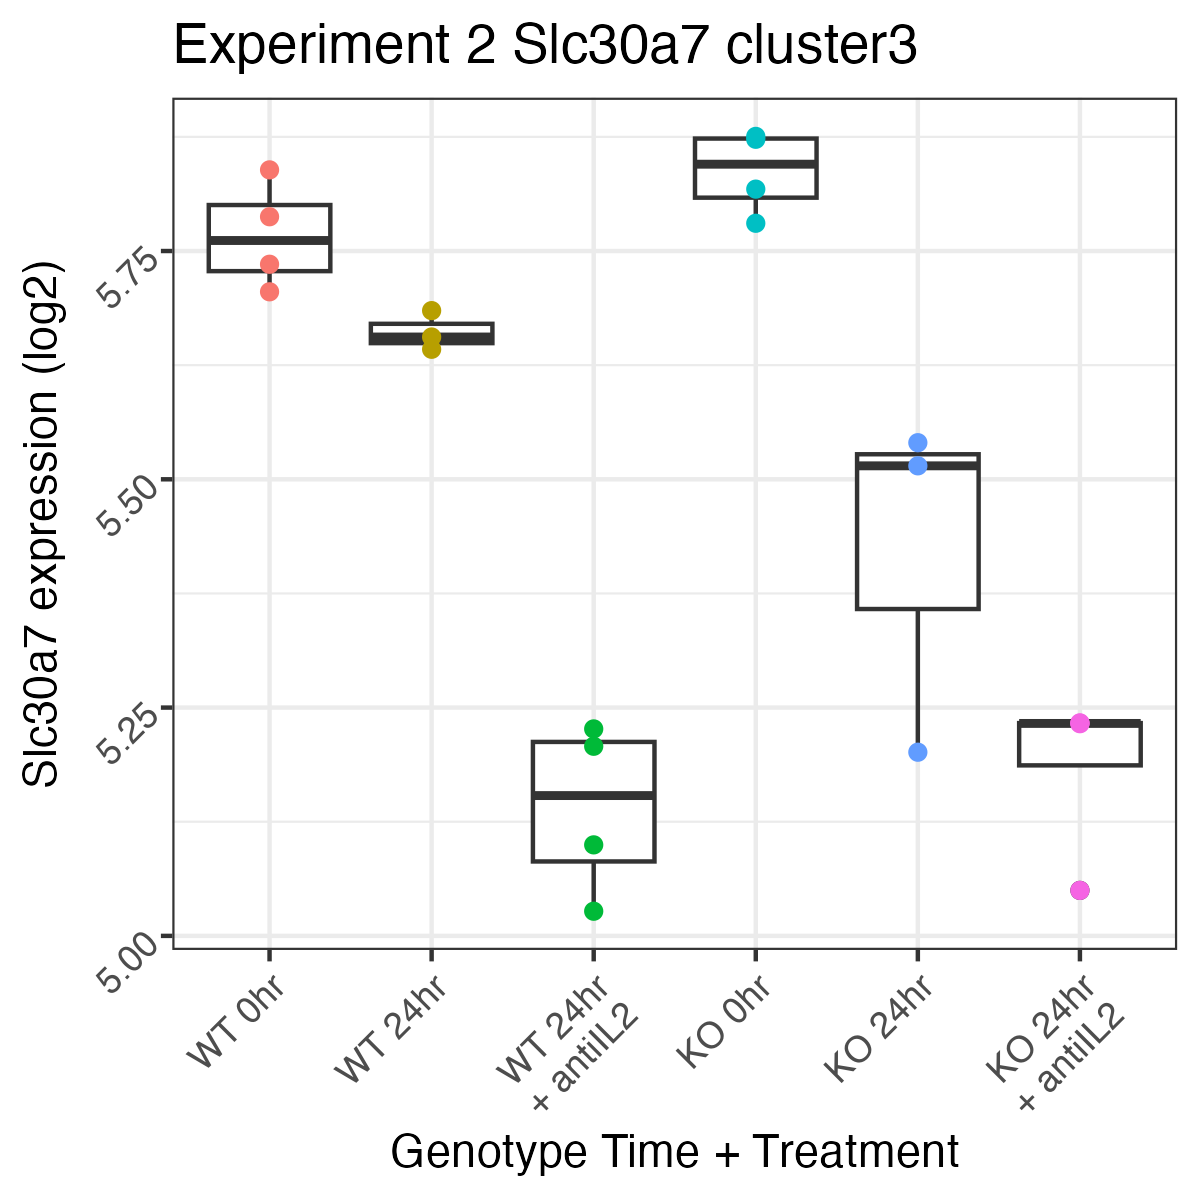 Experiment 2 Slc30a7 cluster3
Slc30a7 expression (log2)
5.75
5.50
5.25
5.00
WT 0hr
WT 24hr
WT 24hr
+ antiIL2
KO 0hr
KO 24hr
KO 24hr
+ antiIL2
Genotype Time + Treatment